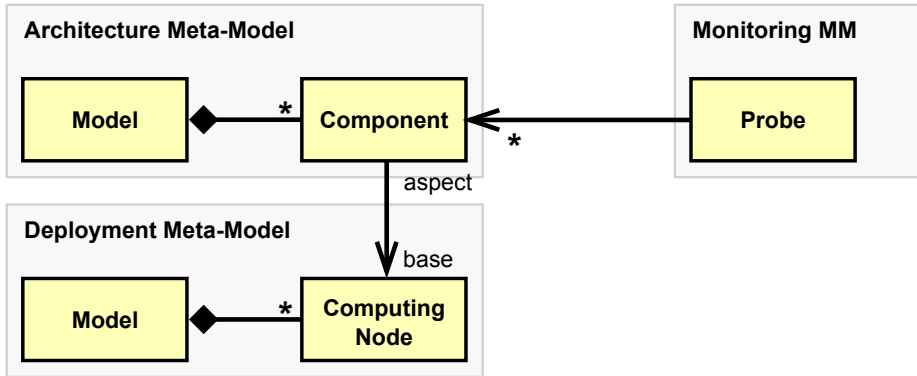 Architecture Meta-Model
Monitoring MM
Model
*
Component
*
Probe
aspect
Deployment Meta-Model
base
Model
*
Computing
Node